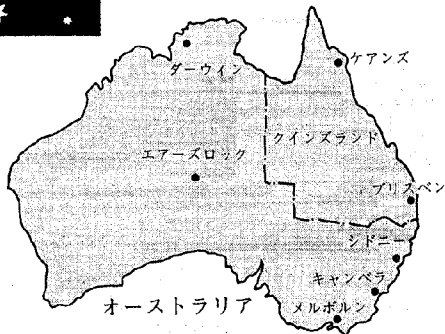 ダーウィン
ケアンズ
クインズランド
エアーズロック
ブリスベン
シドニー
キャンベラ
オーストラリア
メルボルン